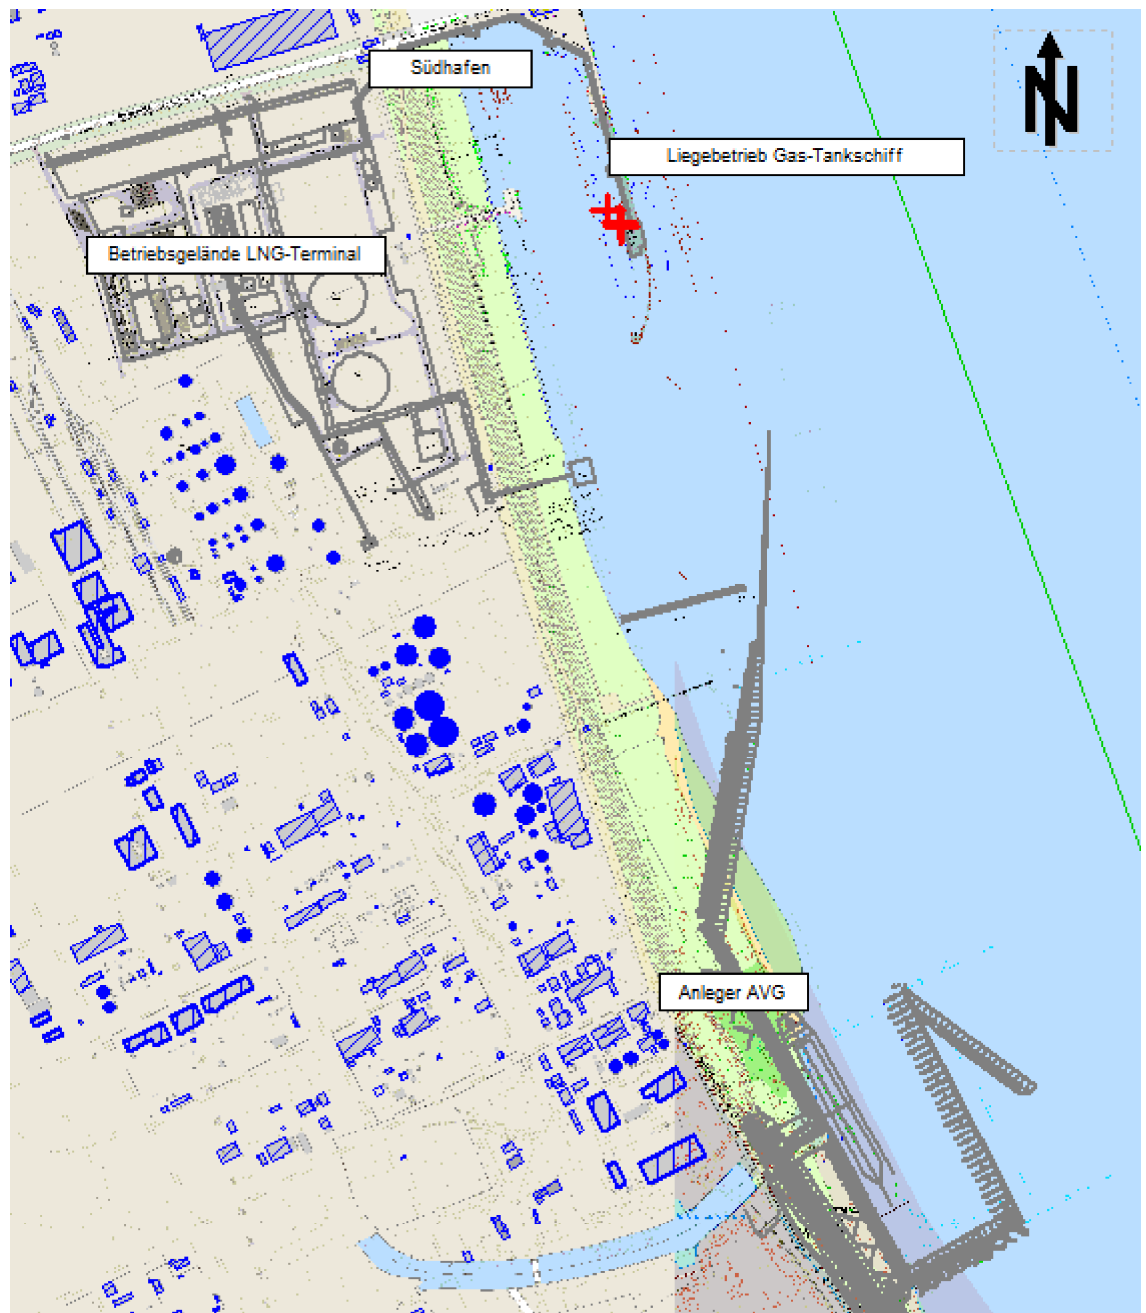 Südhafen
Liegebetrieb Gas-Tankschiff
Betriebsgelände LNG-Terminal
Anleger AVG
N